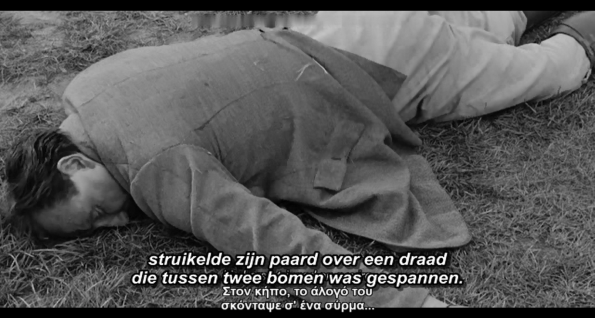 struikelde zijn paard over een draad
die tussen twee bomen was gespannen.
Στον κήπο, το άλογό του
σκόνταψε σ' ένα σύρμα...